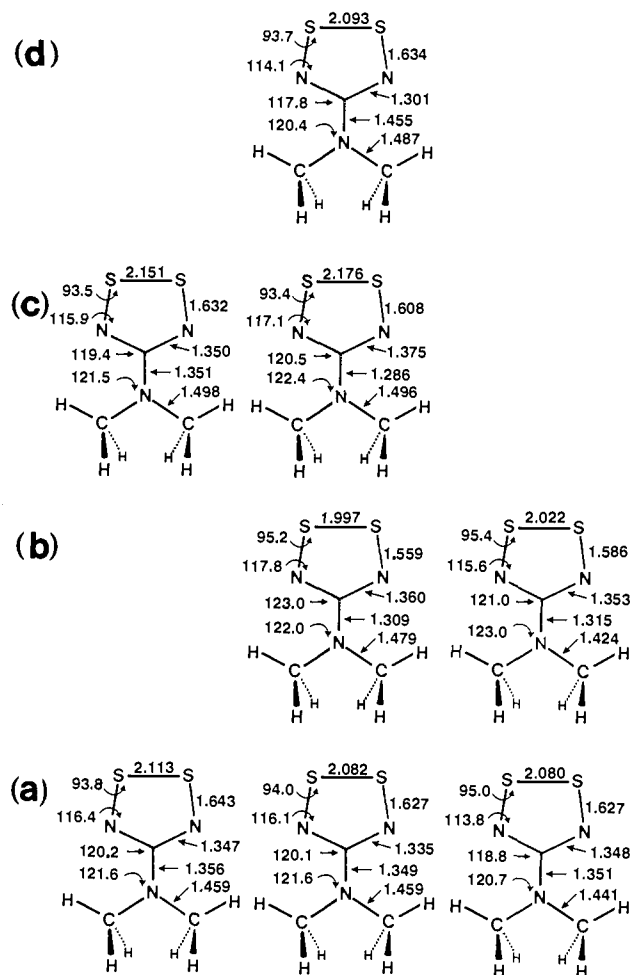 (d)
S 2.093 S
93.7
1.634
114.1 N N
117.8 1.301
1.455
120.4 N 1.487
H C C H
H H H H
(c)
S 2.151 S
93.5
1.632
115.9 N N
119.4 1.350
1.351
121.5 N 1.498
H C C H
H H H H
S 2.176 S
93.4
1.608
117.1 N N
120.5 1.375
1.286
122.4 N 1.496
H C C H
H H H H
(b)
S 1.997 S
95.2
1.559
117.8 N N
123.0 1.360
1.309
122.0 N 1.479
H C C H
H H H H
S 2.022 S
95.4
1.586
115.6 N N
121.0 1.353
1.315
123.0 N 1.424
H C C H
H H H H
(a)
S 2.113 S
93.8
1.643
116.4 N N
120.2 1.347
1.356
121.6 N 1.459
H C C H
H H H H
S 2.082 S
94.0
1.627
116.1 N N
120.1 1.335
1.349
121.6 N 1.459
H C C H
H H H H
S 2.080 S
95.0
1.627
113.8 N N
118.8 1.348
1.351
120.7 N 1.441
H C C H
H H H H